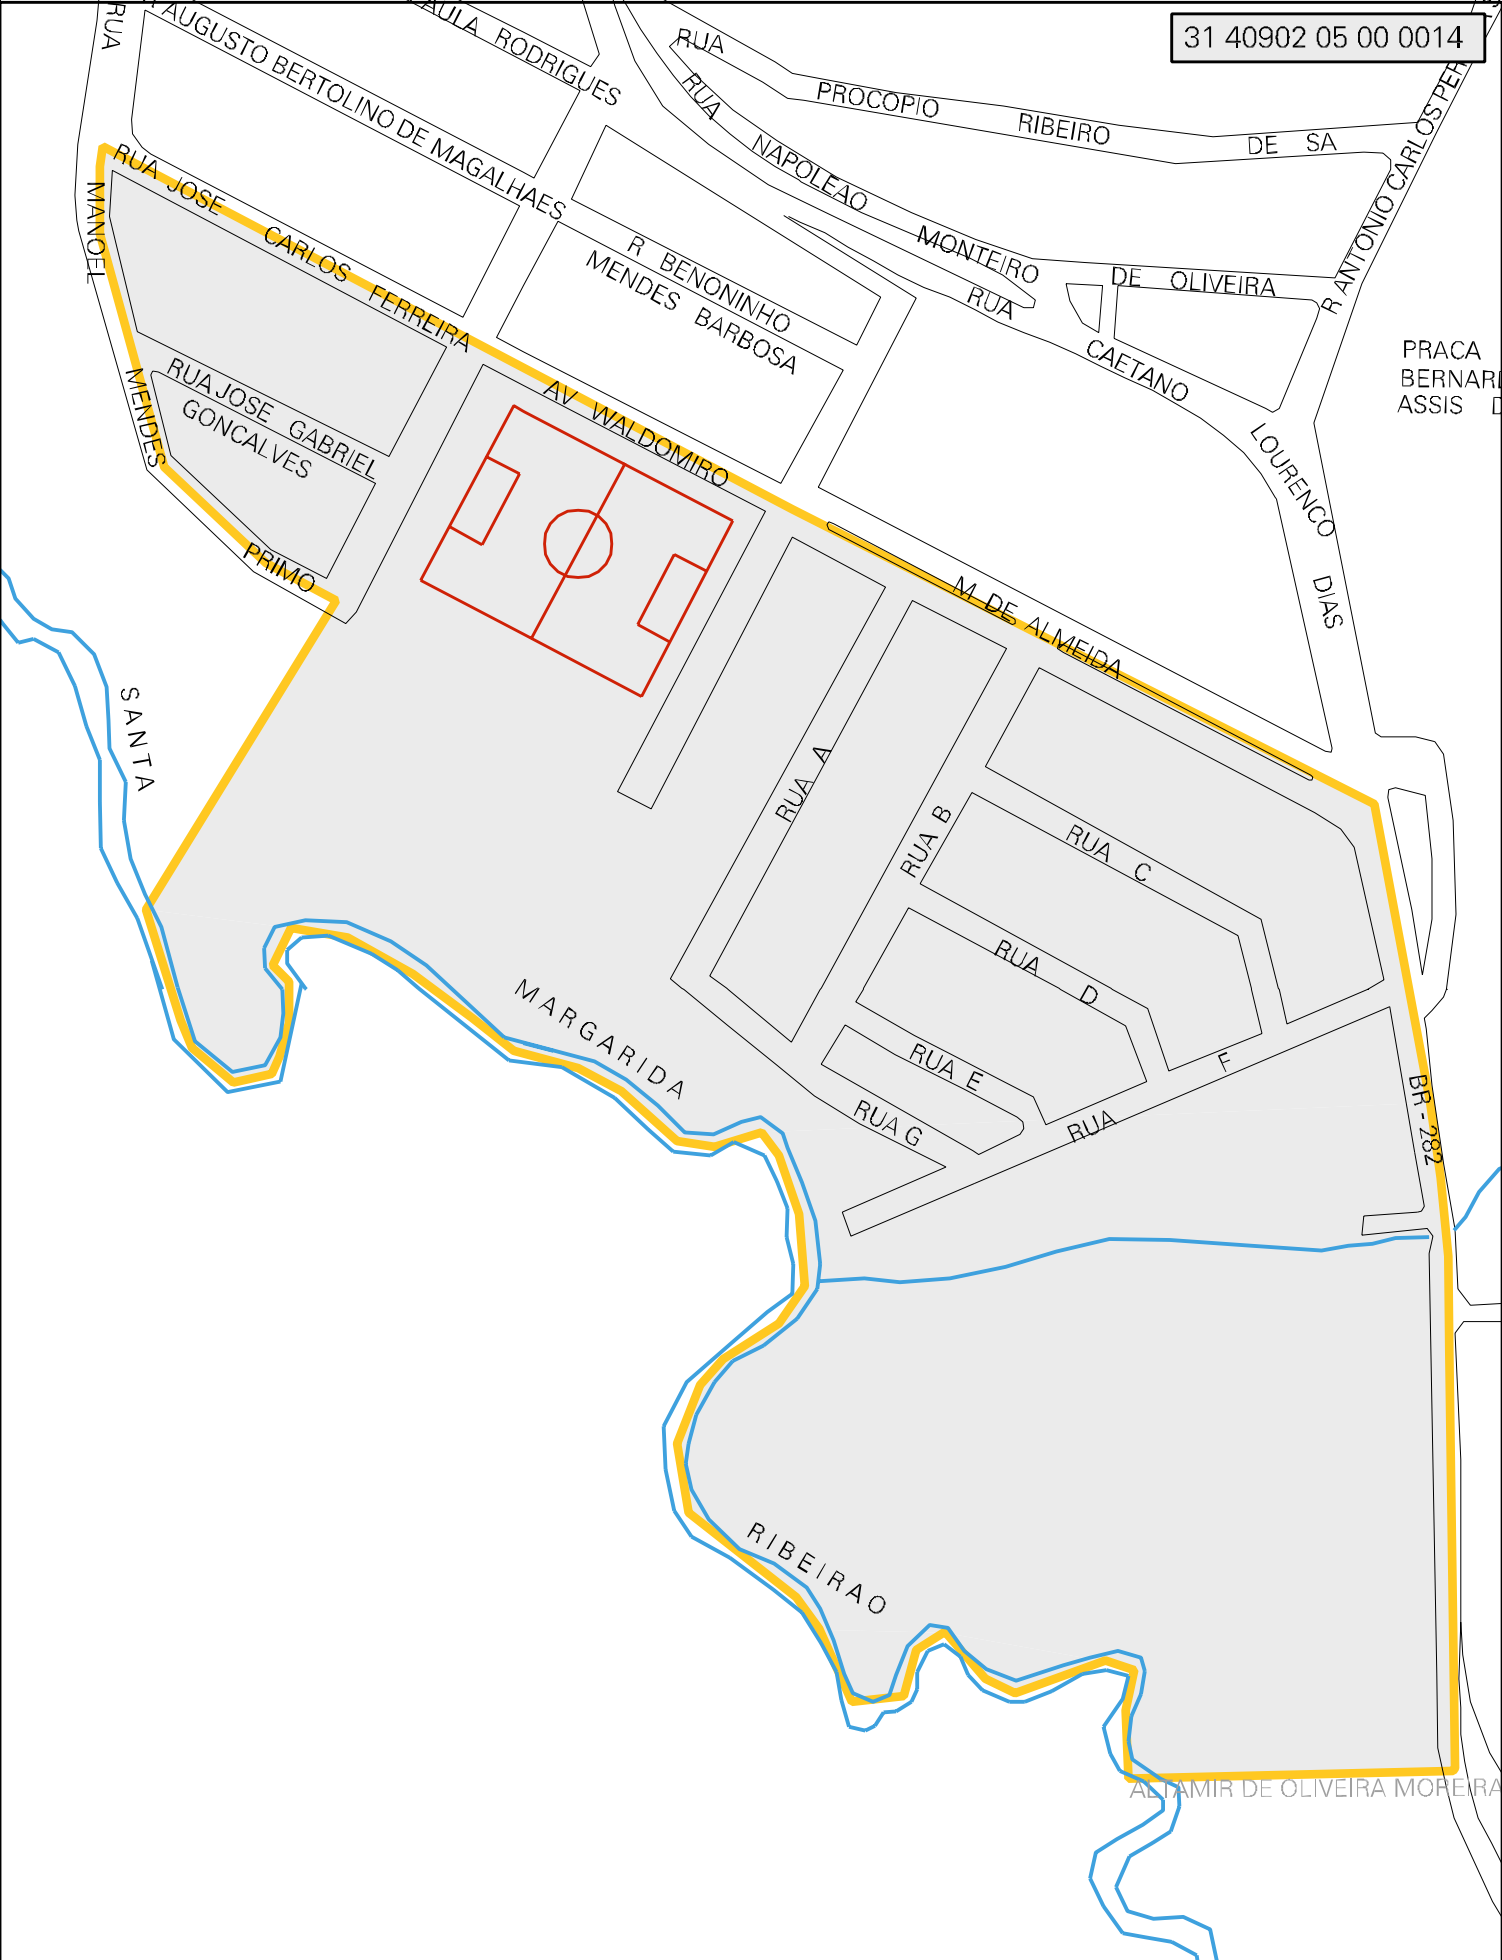 31 40902 05 00 0014
RUA
AUGUSTO BERTOLINO DE MAGALHAES
RODRIGUES
RUA
PROCOPIO RIBEIRO DE SA
RUA
NAPOLEAO MONTEIRO DE OLIVEIRA
R ANTONIO CARLOS
RUA JOSE CARLOS FERREIRA
MANOEL
MENDES
PRIMO
R BENONINHO
MENDES BARBOSA
RUA
CAETANO
LOURENCO
DIAS
PRACA
ASSIS
RUA JOSE GABRIEL
GONCALVES
AV WALDOMIRO
M DE ALMEIDA
SANTA
RUA A
RUA B
RUA C
RUA D
RUA E
RUA F
RUA G
MARGARIDA
BR - 282
RIBEIRAO
ALTAMIR DE OLIVEIRA MOREIRA